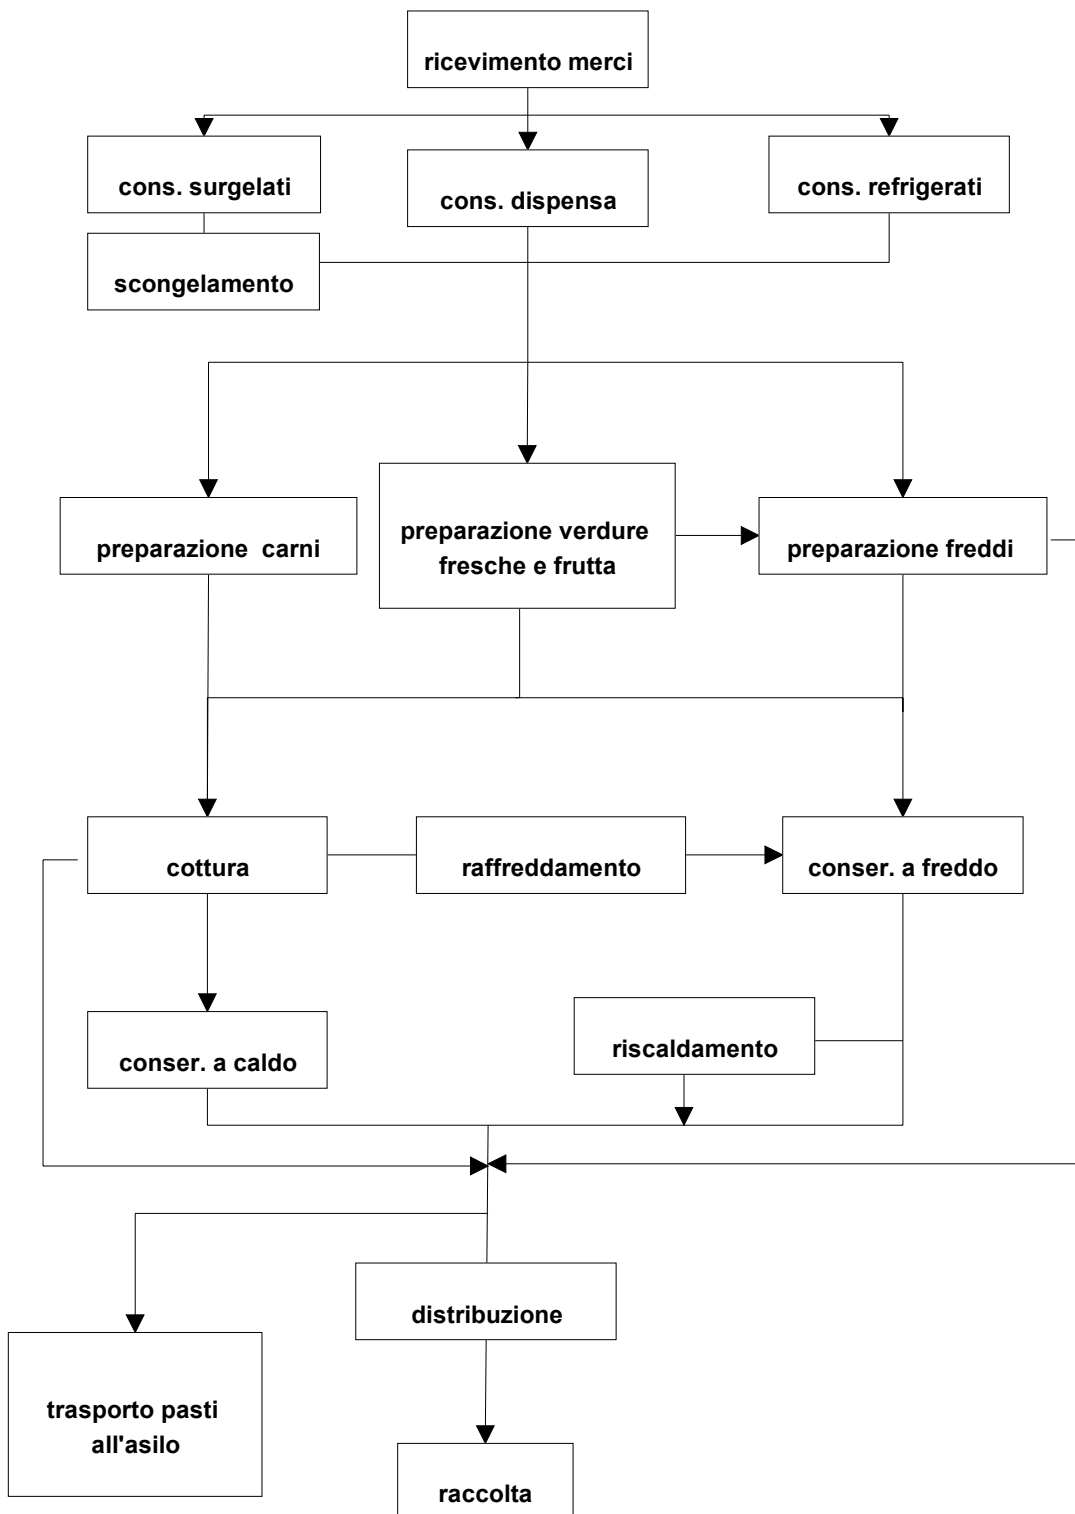 ricevimento merci
cons. surgelati
cons. dispensa
cons. refrigerati
scongelamento
preparazione carni
preparazione verdure
fresche e frutta
preparazione freddi
cottura
raffreddamento
conser. a freddo
conser. a caldo
riscaldamento
distribuzione
trasporto pasti
all'asilo
raccolta